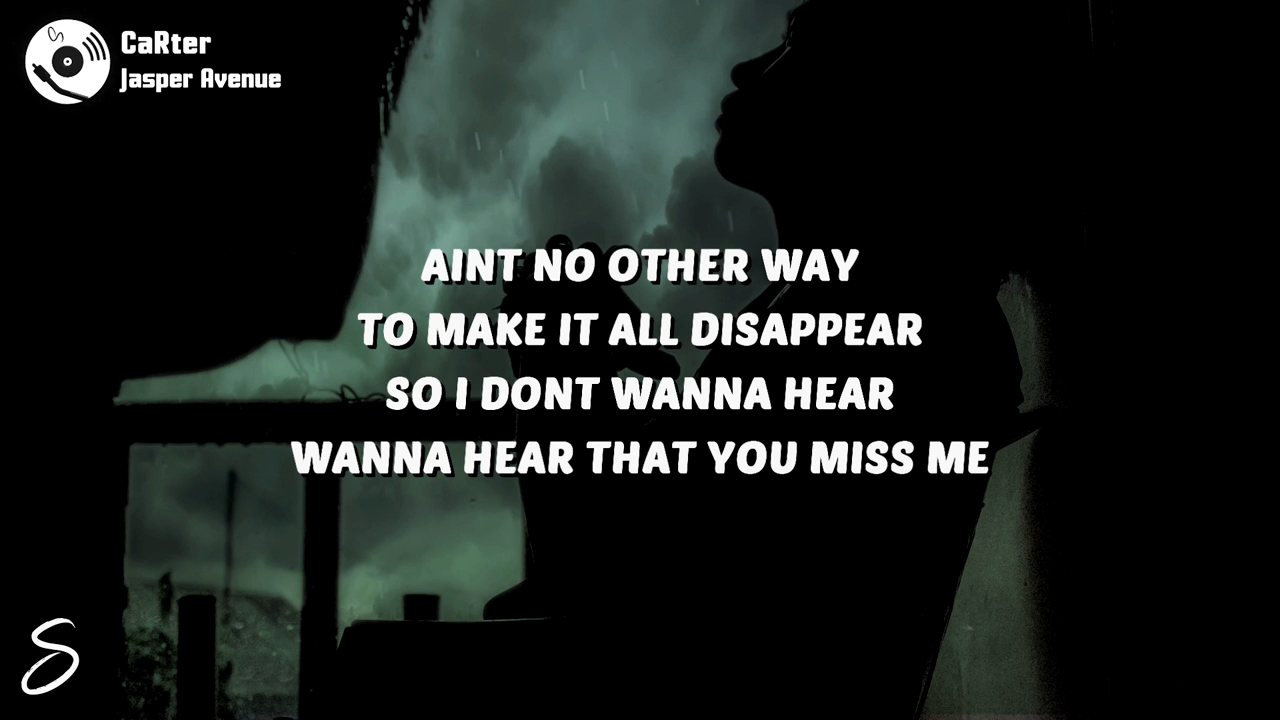 CaRter
Jasper Avenue
AINT NO OTHER WAY
TO MAKE IT ALL DISAPPEAR
SO I DONT WANNA HEAR
WANNA HEAR THAT YOU MISS ME
S